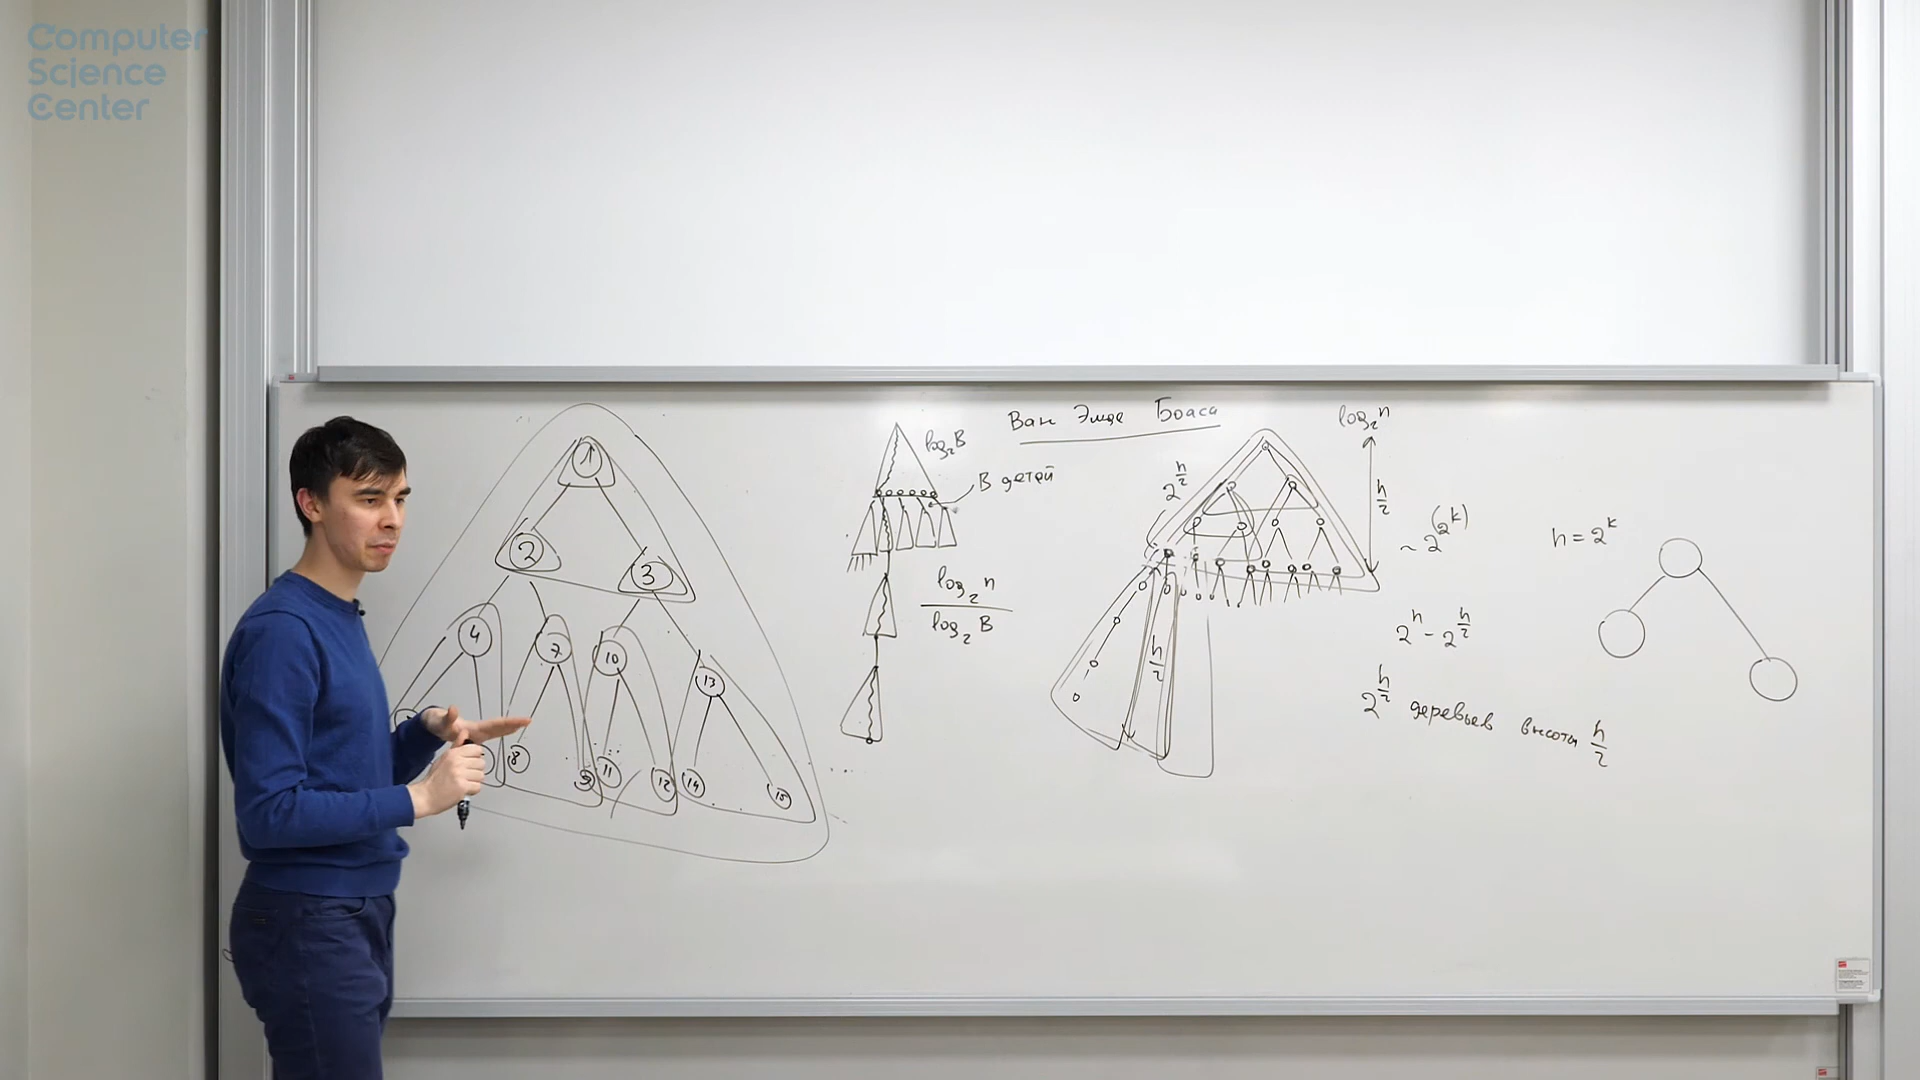 Computer
Science
Center
1
2
3
4
7
10
13
8
9
11
12
14
15
log₂B
B детей
log₂n
log₂B
Ван Эмде Боаса
log₂n
2^(h/2)
h/2
~2^(2^k)
h=2^k
h/2
2^h - 2^(h/2)
2^(h/2) деревьев высоты h/2